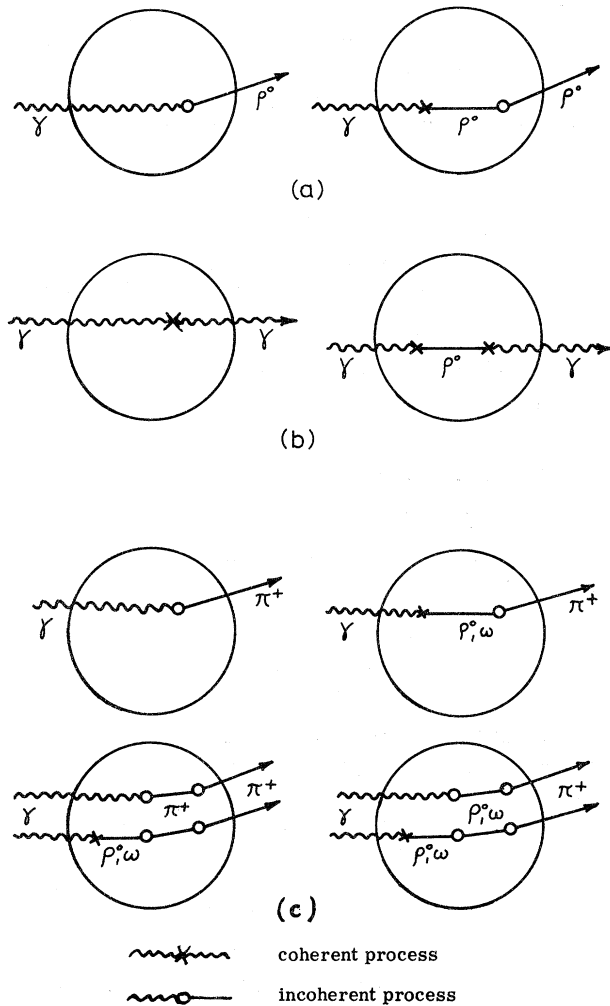 γ ρ° γ ρ° ρ°
(a)
γ γ γ ρ° γ
(b)
γ π+ γ ρ°,ω π+
γ π+ π+ γ ρ°,ω π+
ρ°,ω ρ°,ω
(c)
coherent process
incoherent process